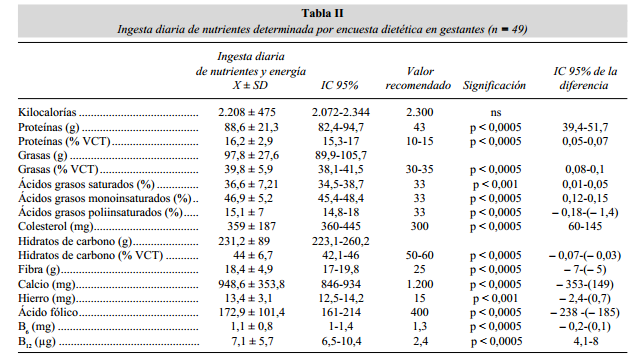 Tabla II
Ingesta diaria de nutrientes determinada por encuesta dietética en gestantes (n = 49)
Ingesta diaria
de nutrientes y energía Valor IC 95% de la
X ± SD IC 95% recomendado Significación diferencia
Kilocalorías 2.208 ± 475 2.072-2.344 2.300 ns
Proteínas (g) 88,6 ± 21,3 82,4-94,7 43 p < 0,0005 39,4-51,7
Proteínas (% VCT) 16,2 ± 2,9 15,3-17 10-15 p < 0,0005 0,05-0,07
Grasas (g) 97,8 ± 27,6 89,9-105,7
Grasas (% VCT) 39,8 ± 5,9 38,1-41,5 30-35 p < 0,0005 0,08-0,1
Ácidos grasos saturados (%) 36,6 ± 7,21 34,5-38,7 33 p < 0,001 0,01-0,05
Ácidos grasos monoinsaturados (%) 46,9 ± 5,2 45,4-48,4 33 p < 0,0005 0,12-0,15
Ácidos grasos poliinsaturados (%) 15,1 ± 7 14,8-18 33 p < 0,0005 – 0,18-(– 1,4)
Colesterol (mg) 359 ± 187 360-445 300 p < 0,0005 60-145
Hidratos de carbono (g) 231,2 ± 89 223,1-260,2
Hidratos de carbono (% VCT) 44 ± 6,7 42,1-46 50-60 p < 0,0005 – 0,07-(– 0,03)
Fibra (g) 18,4 ± 4,9 17-19,8 25 p < 0,0005 – 7-(– 5)
Calcio (mg) 948,6 ± 353,8 846-934 1.200 p < 0,0005 – 353-(149)
Hierro (mg) 13,4 ± 3,1 12,5-14,2 15 p < 0,001 – 2,4-(0,7)
Ácido fólico 172,9 ± 101,4 161-214 400 p < 0,0005 – 238 -(– 185)
B6 (mg) 1,1 ± 0,8 1-1,4 1,3 p < 0,0005 – 0,2-(0,1)
B12 (µg) 7,1 ± 5,7 6,5-10,4 2,4 p < 0,0005 4,1-8